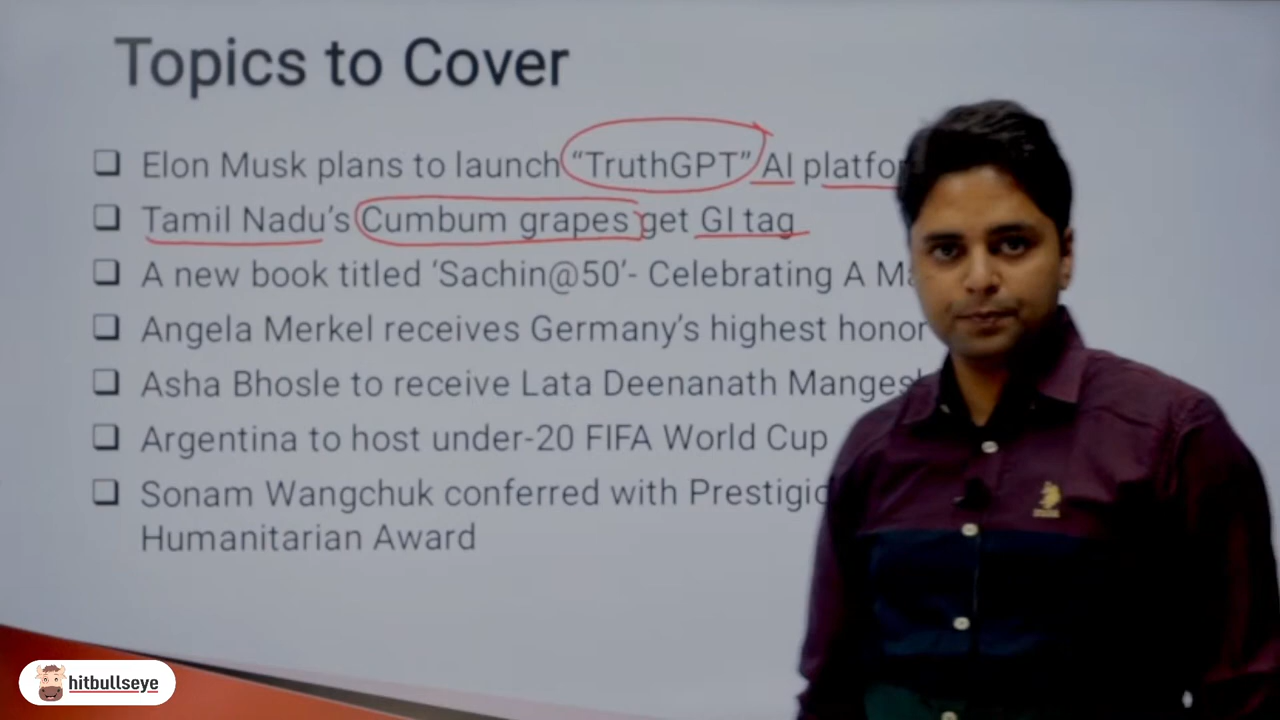 Topics to Cover
Elon Musk plans to launch “TruthGPT” AI platfo
Tamil Nadu’s Cumbum grapes get GI tag
A new book titled ‘Sachin@50’- Celebrating A Ma
Angela Merkel receives Germany’s highest honor
Asha Bhosle to receive Lata Deenanath Mangesh
Argentina to host under-20 FIFA World Cup
Sonam Wangchuk conferred with Prestigio
Humanitarian Award
hitbullseye